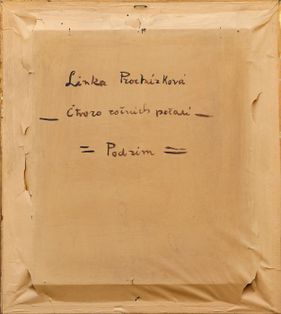 Linka Procházková
— Čtvero ročních počasí —
= Podzim =